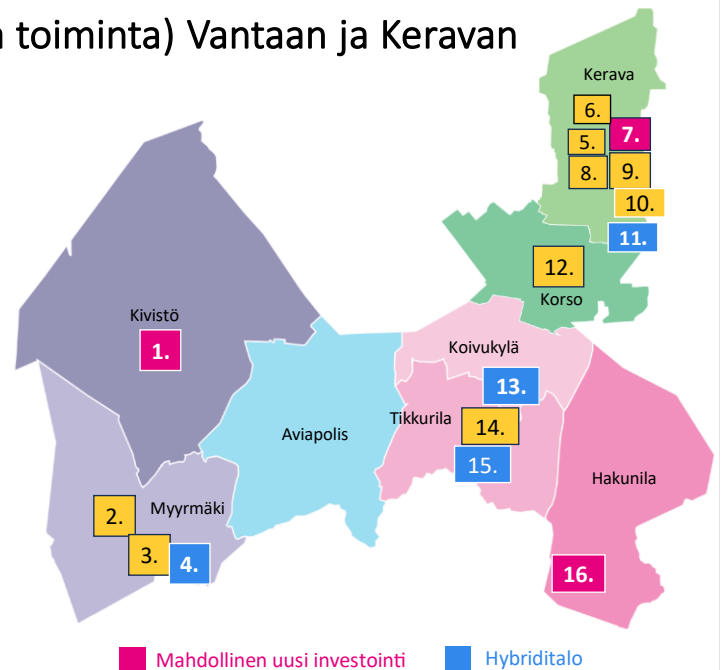 toiminta) Vantaan ja Keravan
Kerava
6.
5.
7.
8.
9.
10.
11.
12.
Korso
Kivistö
1.
Koivukylä
13.
Tikkurila
14.
15.
Aviapolis
Hakunila
2.
Myyrmäki
3.
4.
16.
Mahdollinen uusi investointi
Hybriditalo